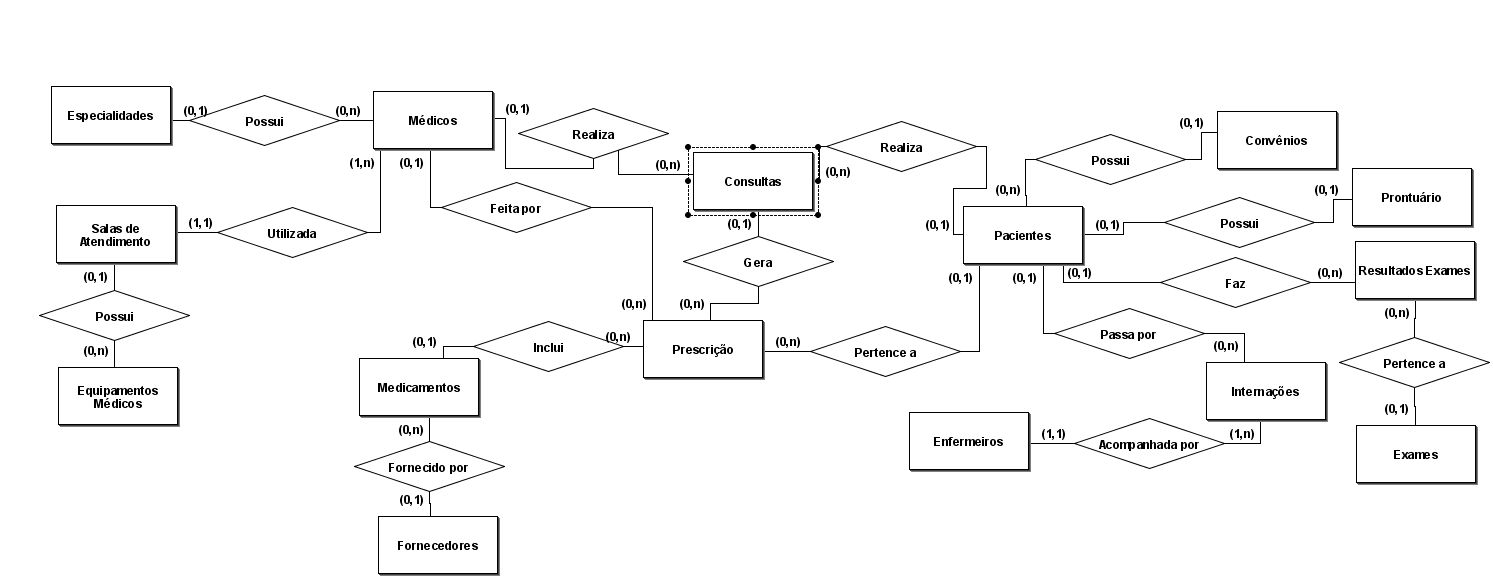 Especialidades
(0,1)
Possui
(0,n)
Médicos
(0,1)
Realiza
(0,n)
Consultas
(0,n)
Realiza
(0,1)
Possui
(0,1)
Convênios
(0,n)
Pacientes
(0,1)
Possui
(0,1)
Prontuário
(0,1)
Faz
(0,n)
Resultados Exames
(1,n)
(0,1)
Salas de
Atendimento
(1,1)
Utilizada
Feita por
(0,n)
(0,1)
Gera
(0,n)
(0,1)
Possui
(0,n)
Equipamentos
Médicos
(0,1)
Inclui
(0,n)
Prescrição
(0,n)
Pertence a
(0,1)
(0,1)
Passa por
(0,n)
Internações
(0,n)
Pertence a
(0,1)
Exames
Medicamentos
(0,n)
Fornecido por
(0,1)
Fornecedores
Enfermeiros
(1,1)
Acompanhada por
(1,n)